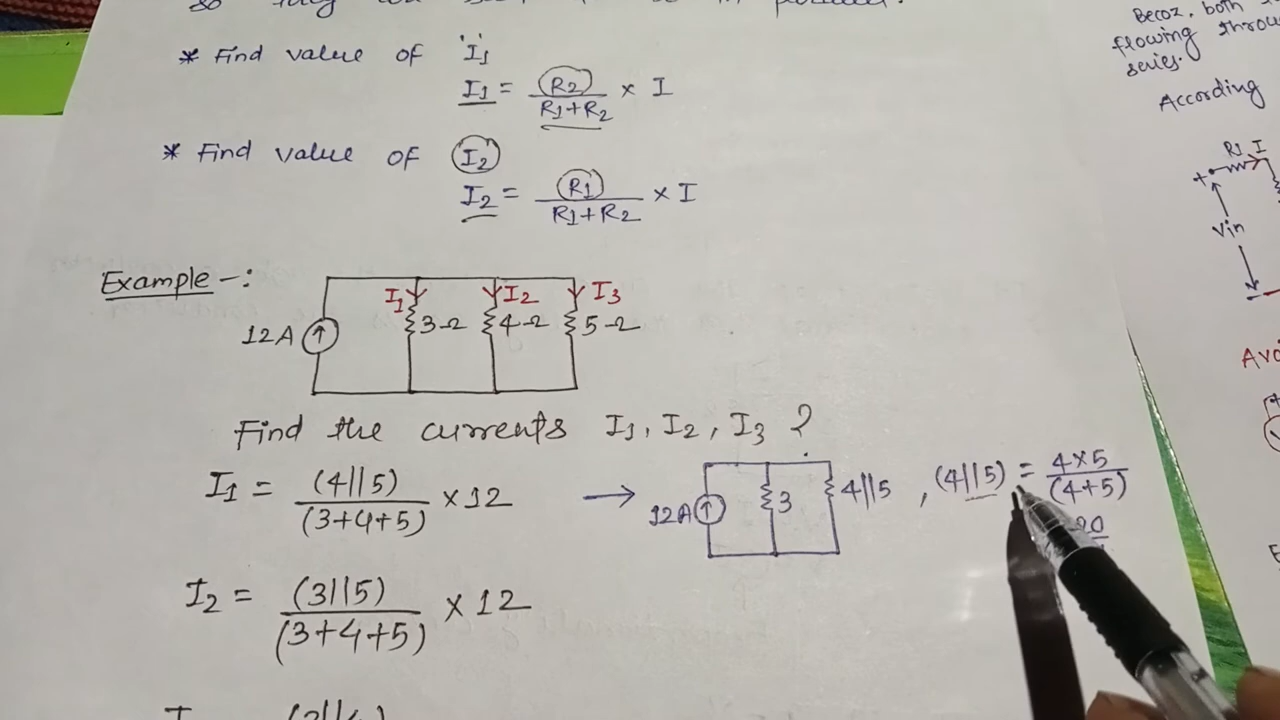 * Find value of 'I1'
I1 = (R2)/(R1+R2) × I
* Find value of I2
I2 = (R1)/(R1+R2) × I
Example -:
I1 I2 I3
12A 3Ω 4Ω 5Ω
Find the currents I1, I2, I3 ?
I1 = (4||5)/(3+4+5) × 12 → 12A 3 4||5 , (4||5) = 4×5/(4+5)
20
I2 = (3||5)/(3+4+5) × 12
Becoz, both
flowing
series.
According
R1 I
+
Vin
-